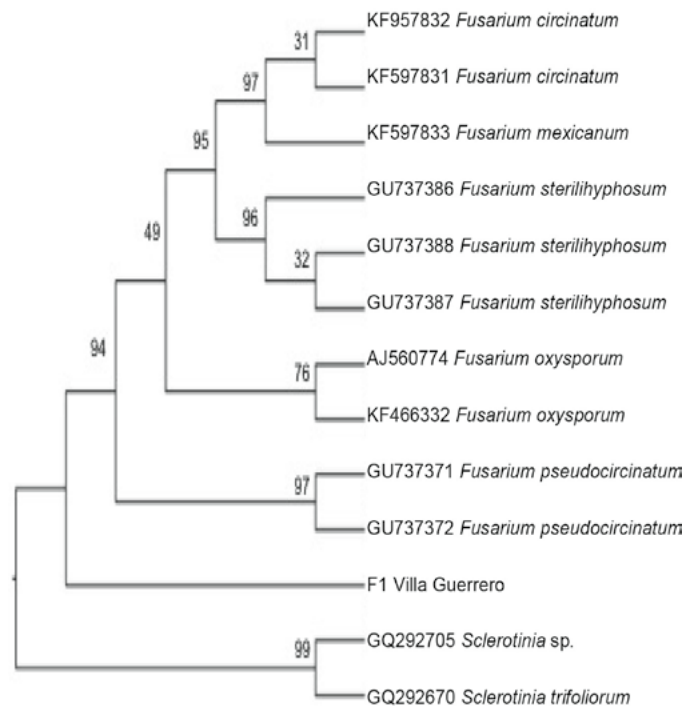 KF957832 Fusarium circinatum
31
KF597831 Fusarium circinatum
97
KF597833 Fusarium mexicanum
95
GU737386 Fusarium sterilihyphosum
96
49
GU737388 Fusarium sterilihyphosum
32
GU737387 Fusarium sterilihyphosum
94
AJ560774 Fusarium oxysporum
76
KF466332 Fusarium oxysporum
GU737371 Fusarium pseudocircinatum
97
GU737372 Fusarium pseudocircinatum
F1 Villa Guerrero
GQ292705 Sclerotinia sp.
99
GQ292670 Sclerotinia trifoliorum